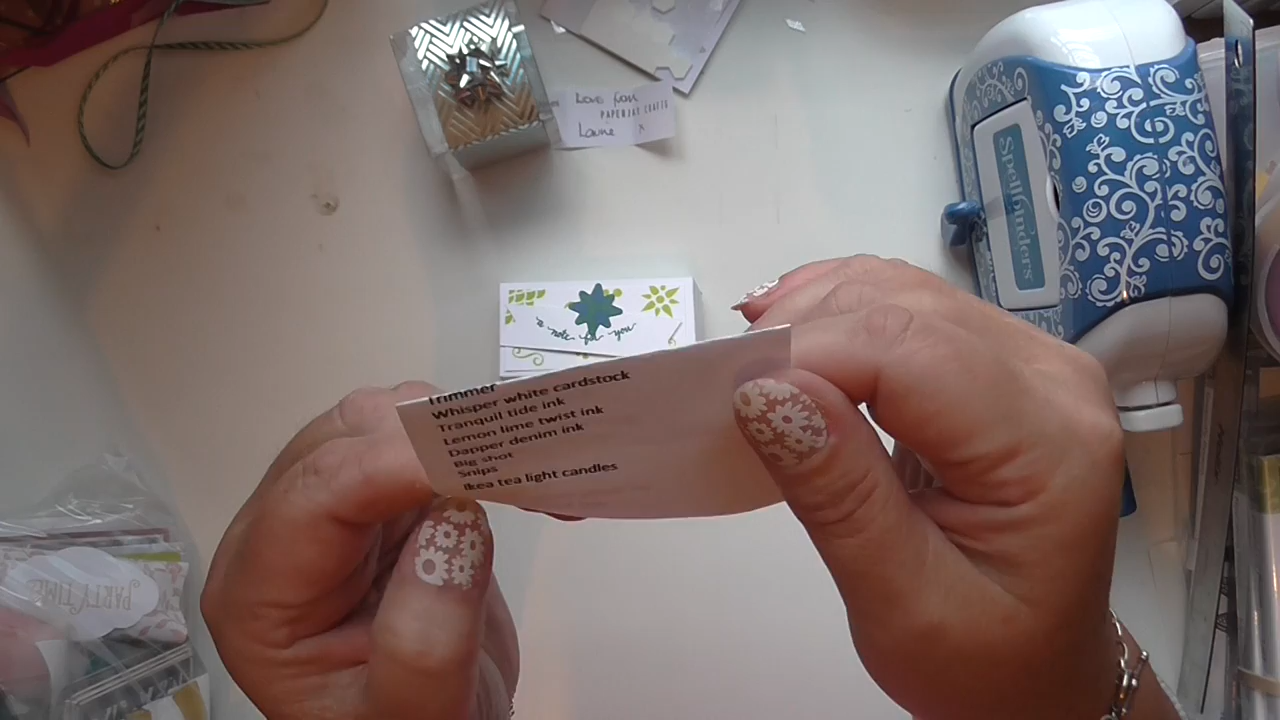 Love from
PAPERJAY CRAFTS
Laurie x
Spellbinders
a note for you
Trimmer
Whisper white cardstock
Tranquil tide ink
Lemon lime twist ink
Dapper denim ink
Big shot
Snips
Ikea tea light candles
PARTY TIME